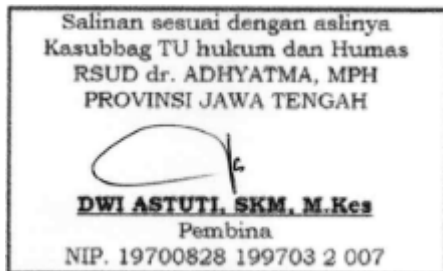 Salinan sesuai dengan aslinya
Kasubbag TU hukum dan Humas
RSUD dr. ADHYATMA, MPH
PROVINSI JAWA TENGAH
DWI ASTUTI, SKM, M.Kes
Pembina
NIP. 19700828 199703 2 007